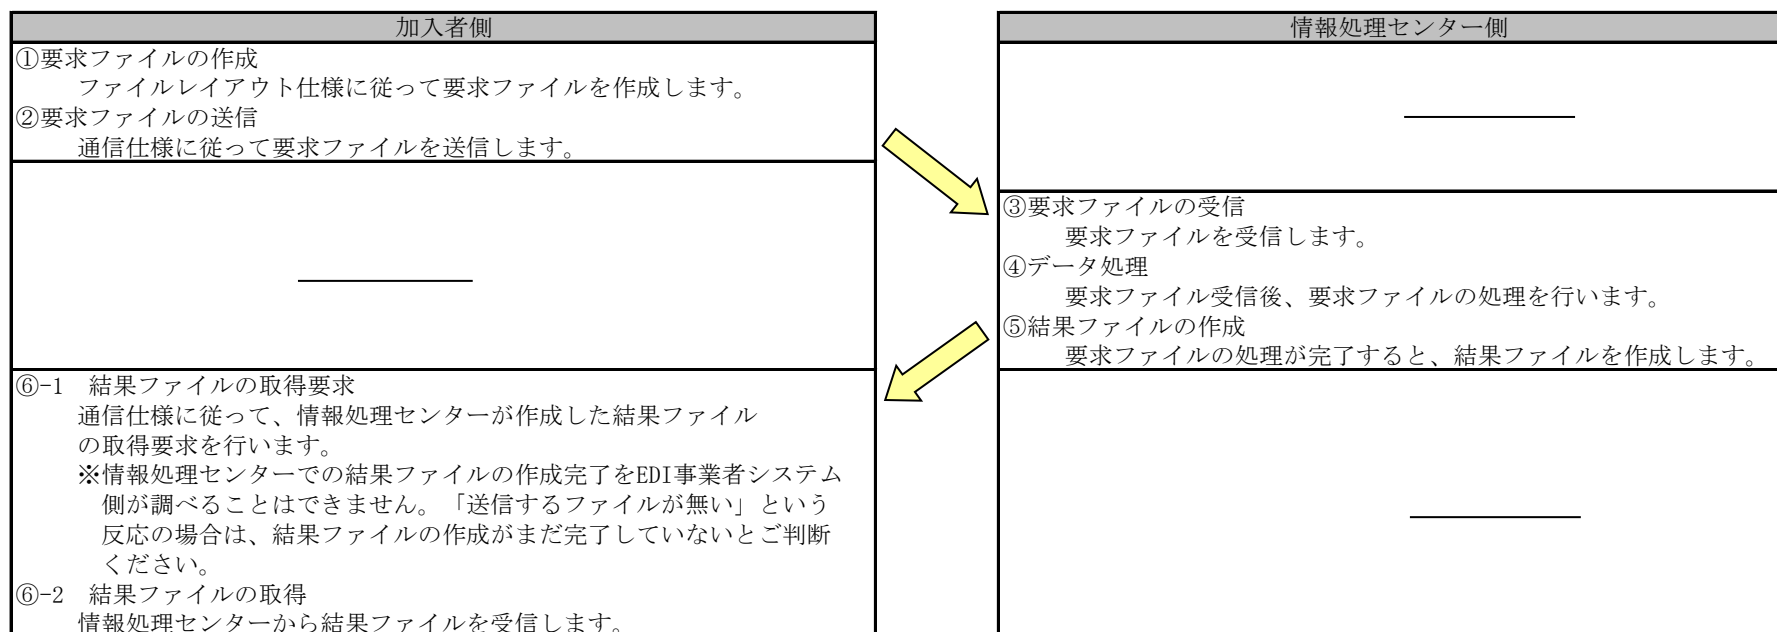 加入者側
①要求ファイルの作成
ファイルレイアウト仕様に従って要求ファイルを作成します。
②要求ファイルの送信
通信仕様に従って要求ファイルを送信します。
⑥-1 結果ファイルの取得要求
通信仕様に従って、情報処理センターが作成した結果ファイル
の取得要求を行います。
※情報処理センターでの結果ファイルの作成完了をEDI事業者システム
側が調べることはできません。「送信するファイルが無い」という
反応の場合は、結果ファイルの作成がまだ完了していないとご判断
ください。
⑥-2 結果ファイルの取得
情報処理センターから結果ファイルを受信します。
情報処理センター側
③要求ファイルの受信
要求ファイルを受信します。
④データ処理
要求ファイル受信後、要求ファイルの処理を行います。
⑤結果ファイルの作成
要求ファイルの処理が完了すると、結果ファイルを作成します。